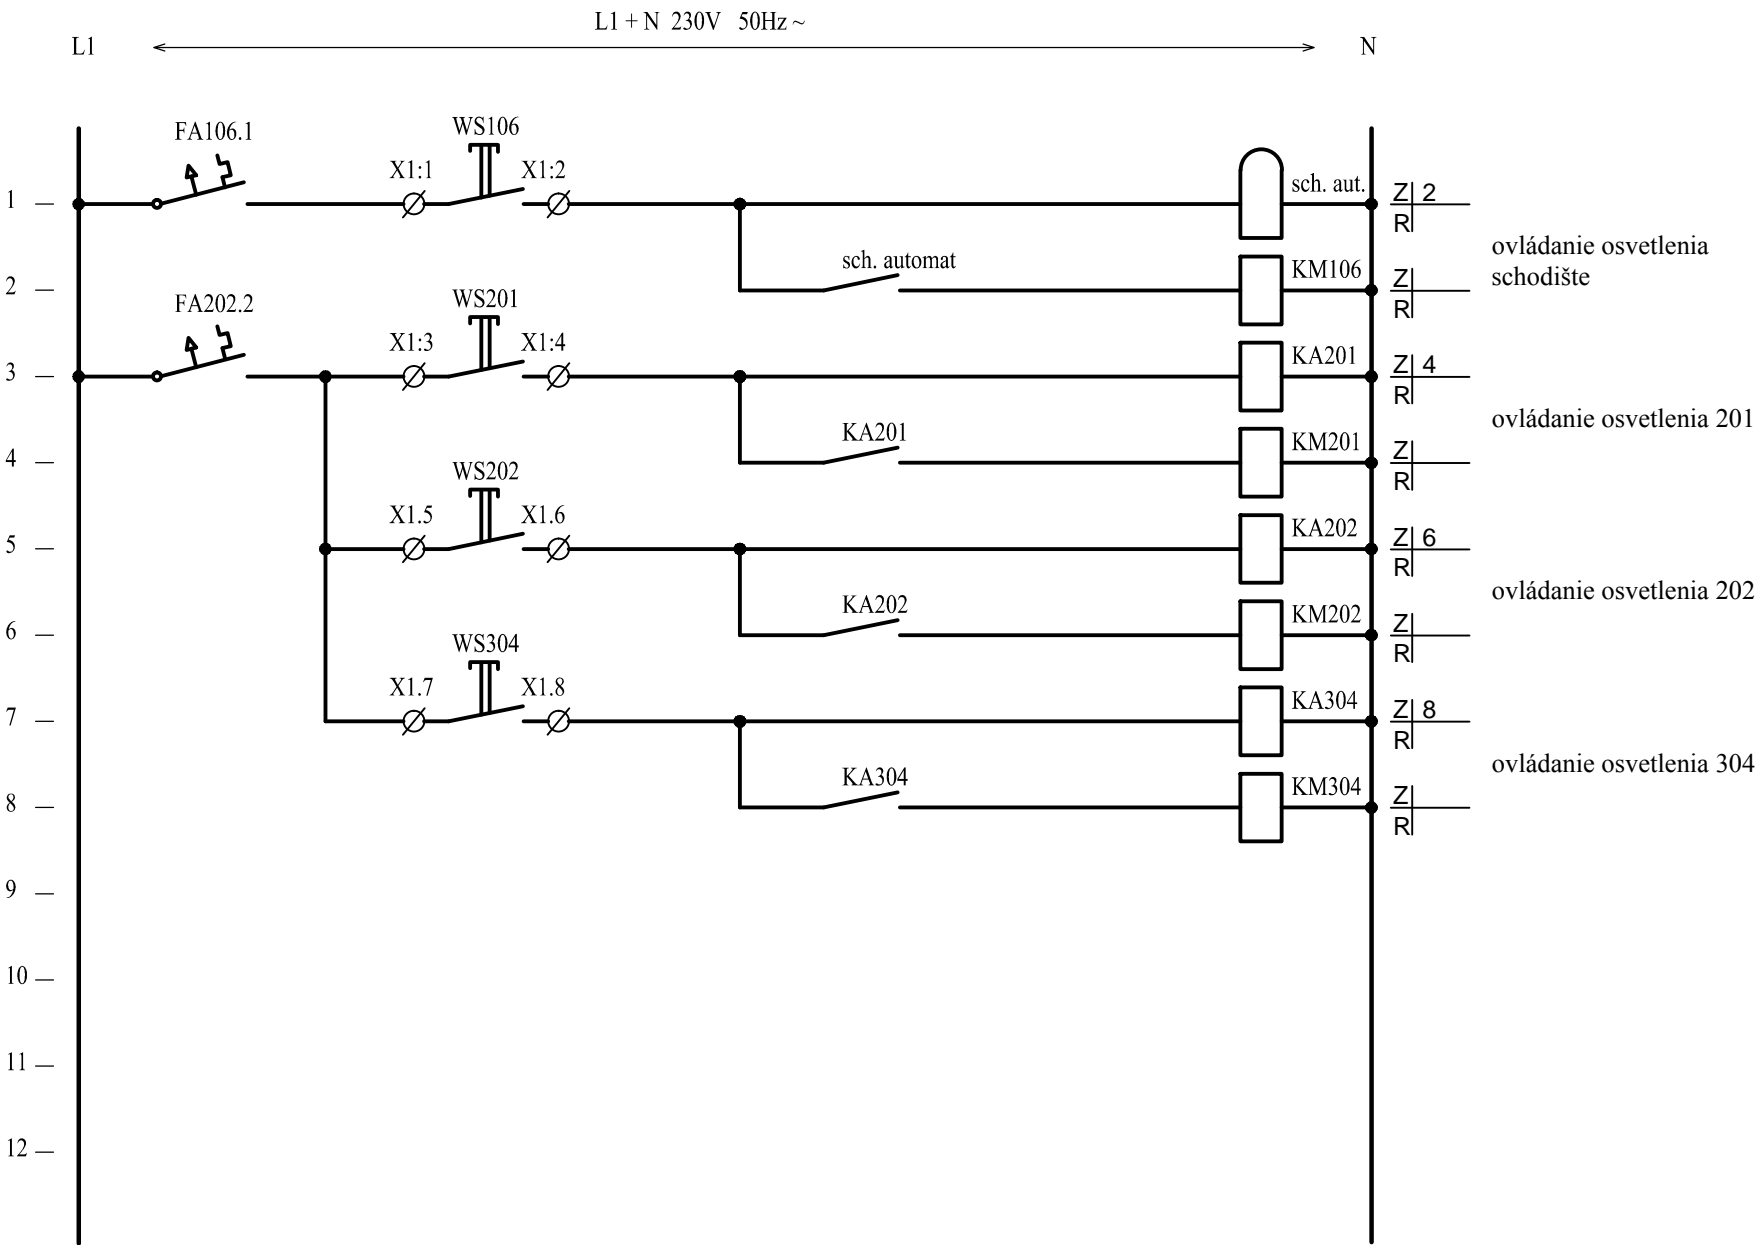 L1 + N 230V 50Hz ~
L1 N
FA106.1 WS106
X1:1 X1:2
1 sch. aut. Z 2
R
ovládanie osvetlenia
schodište
sch. automat
2 KM106 Z
R
FA202.2 WS201
X1:3 X1:4
3 KA201 Z 4
R
ovládanie osvetlenia 201
KA201
4 KM201 Z
R
WS202
X1.5 X1.6
5 KA202 Z 6
R
ovládanie osvetlenia 202
KA202
6 KM202 Z
R
WS304
X1.7 X1.8
7 KA304 Z 8
R
ovládanie osvetlenia 304
KA304
8 KM304 Z
R
9
10
11
12